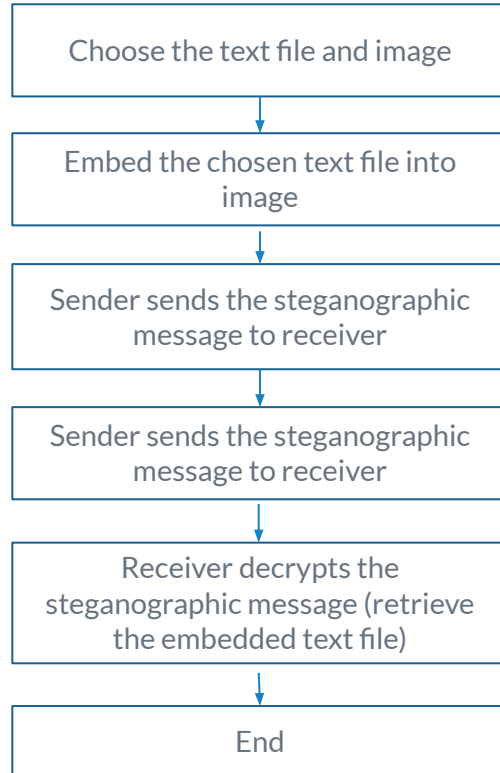 Choose the text file and image
Embed the chosen text file into
image
Sender sends the steganographic
message to receiver
Sender sends the steganographic
message to receiver
Receiver decrypts the
steganographic message (retrieve
the embedded text file)
End